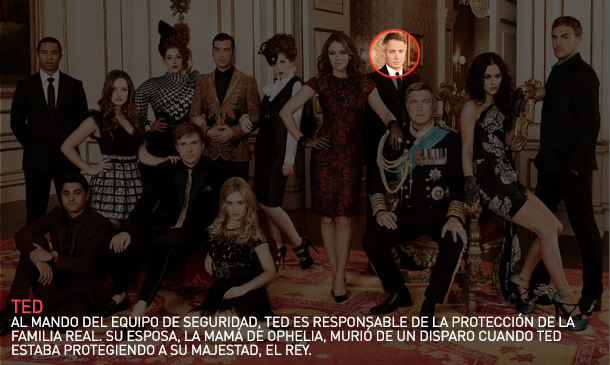 TED
AL MANDO DEL EQUIPO DE SEGURIDAD, TED ES RESPONSABLE DE LA PROTECCIÓN DE LA
FAMILIA REAL. SU ESPOSA, LA MAMÁ DE OPHELIA, MURIÓ DE UN DISPARO CUANDO TED
ESTABA PROTEGIENDO A SU MAJESTAD, EL REY.